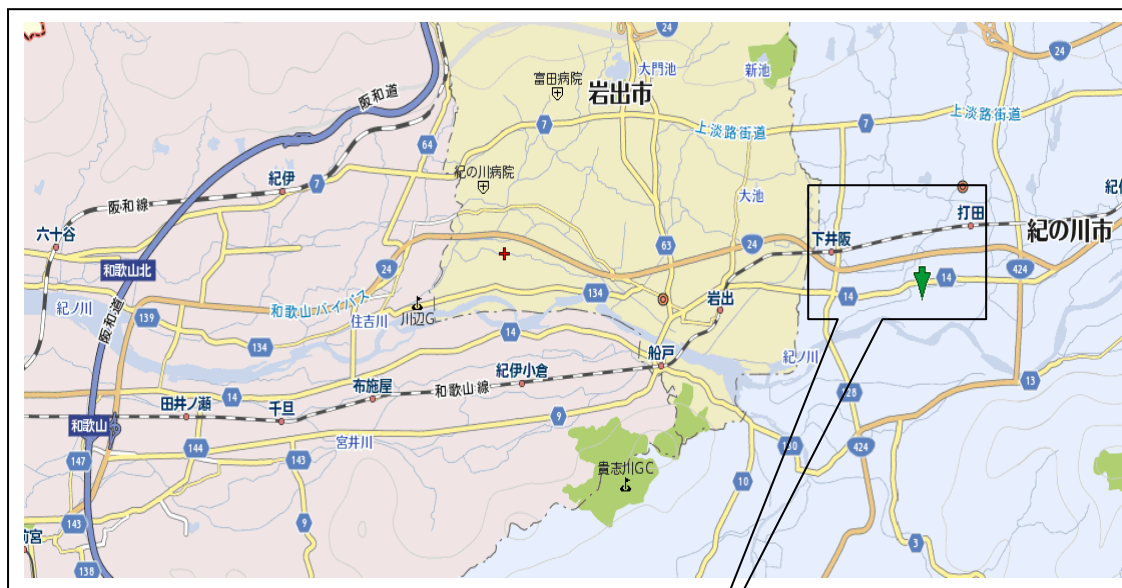 24
24
阪和道
大門池
新池
富田病院
岩出市
上淡路街道
上淡路街道
7
7
64
紀の川病院
紀伊
7
阪和線
大池
打田
六十谷
下井阪
紀の川市
63
24
24
424
和歌山北
14
134
14
紀ノ川
和歌山バイパス
岩出
139
阪和道
住吉川
川辺G
134
14
船戸
紀ノ川
紀伊小倉
13
布施屋
和歌山線
14
28
田井ノ瀬
千旦
9
和歌山
宮井川
144
130
424
147
143
貴志川GC
10
143
9
3
138